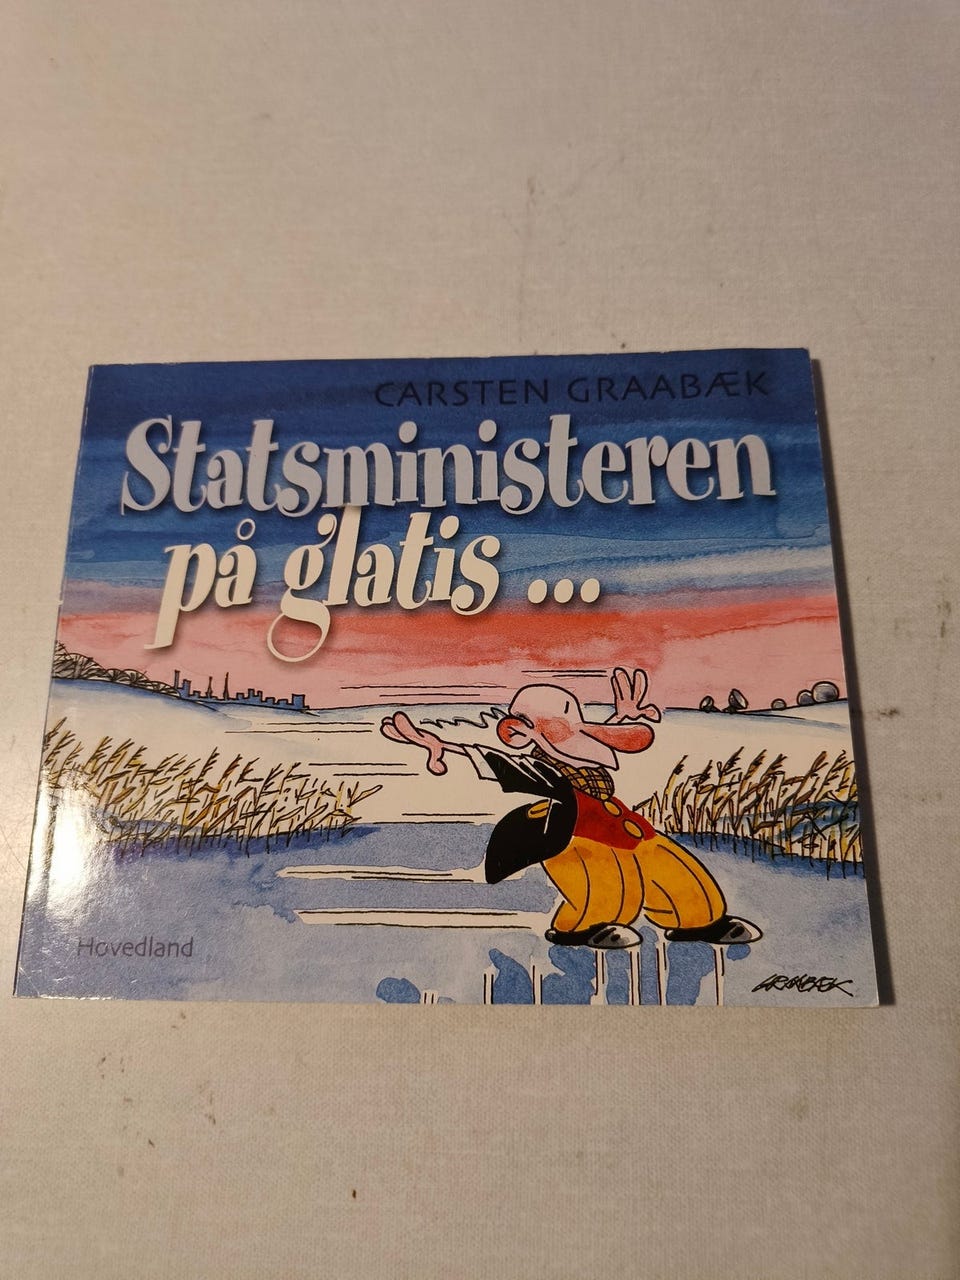 CARSTEN GRAABÆK
Statsministeren
på glatis ...
Hovedland
GRAABÆK